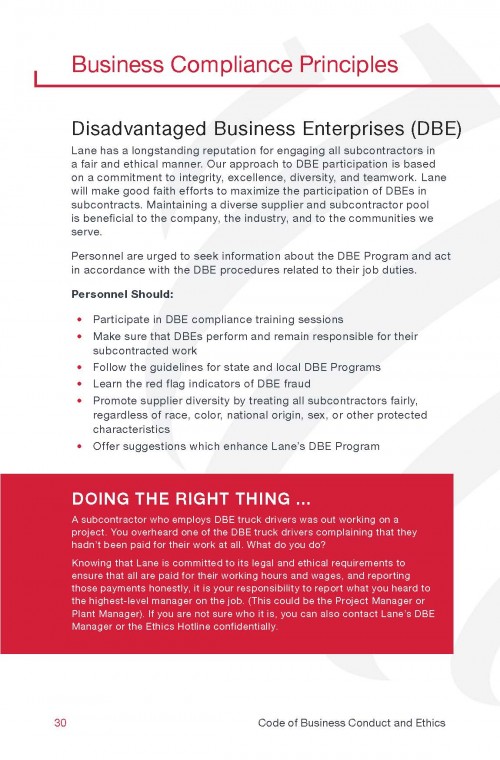 Business Compliance Principles
Disadvantaged Business Enterprises (DBE)
Lane has a longstanding reputation for engaging all subcontractors in
a fair and ethical manner. Our approach to DBE participation is based
on a commitment to integrity, excellence, diversity, and teamwork. Lane
will make good faith efforts to maximize the participation of DBEs in
subcontracts. Maintaining a diverse supplier and subcontractor pool
is beneficial to the company, the industry, and to the communities we
serve.
Personnel are urged to seek information about the DBE Program and act
in accordance with the DBE procedures related to their job duties.
Personnel Should:
• Participate in DBE compliance training sessions
• Make sure that DBEs perform and remain responsible for their
subcontracted work
• Follow the guidelines for state and local DBE Programs
• Learn the red flag indicators of DBE fraud
• Promote supplier diversity by treating all subcontractors fairly,
regardless of race, color, national origin, sex, or other protected
characteristics
• Offer suggestions which enhance Lane's DBE Program
DOING THE RIGHT THING ...
A subcontractor who employs DBE truck drivers was out working on a
project. You overheard one of the DBE truck drivers complaining that they
hadn't been paid for their work at all. What do you do?
Knowing that Lane is committed to its legal and ethical requirements to
ensure that all are paid for their working hours and wages, and reporting
those payments honestly, it is your responsibility to report what you heard to
the highest-level manager on the job. (This could be the Project Manager or
Plant Manager). If you are not sure who it is, you can also contact Lane's DBE
Manager or the Ethics Hotline confidentially.
30 Code of Business Conduct and Ethics